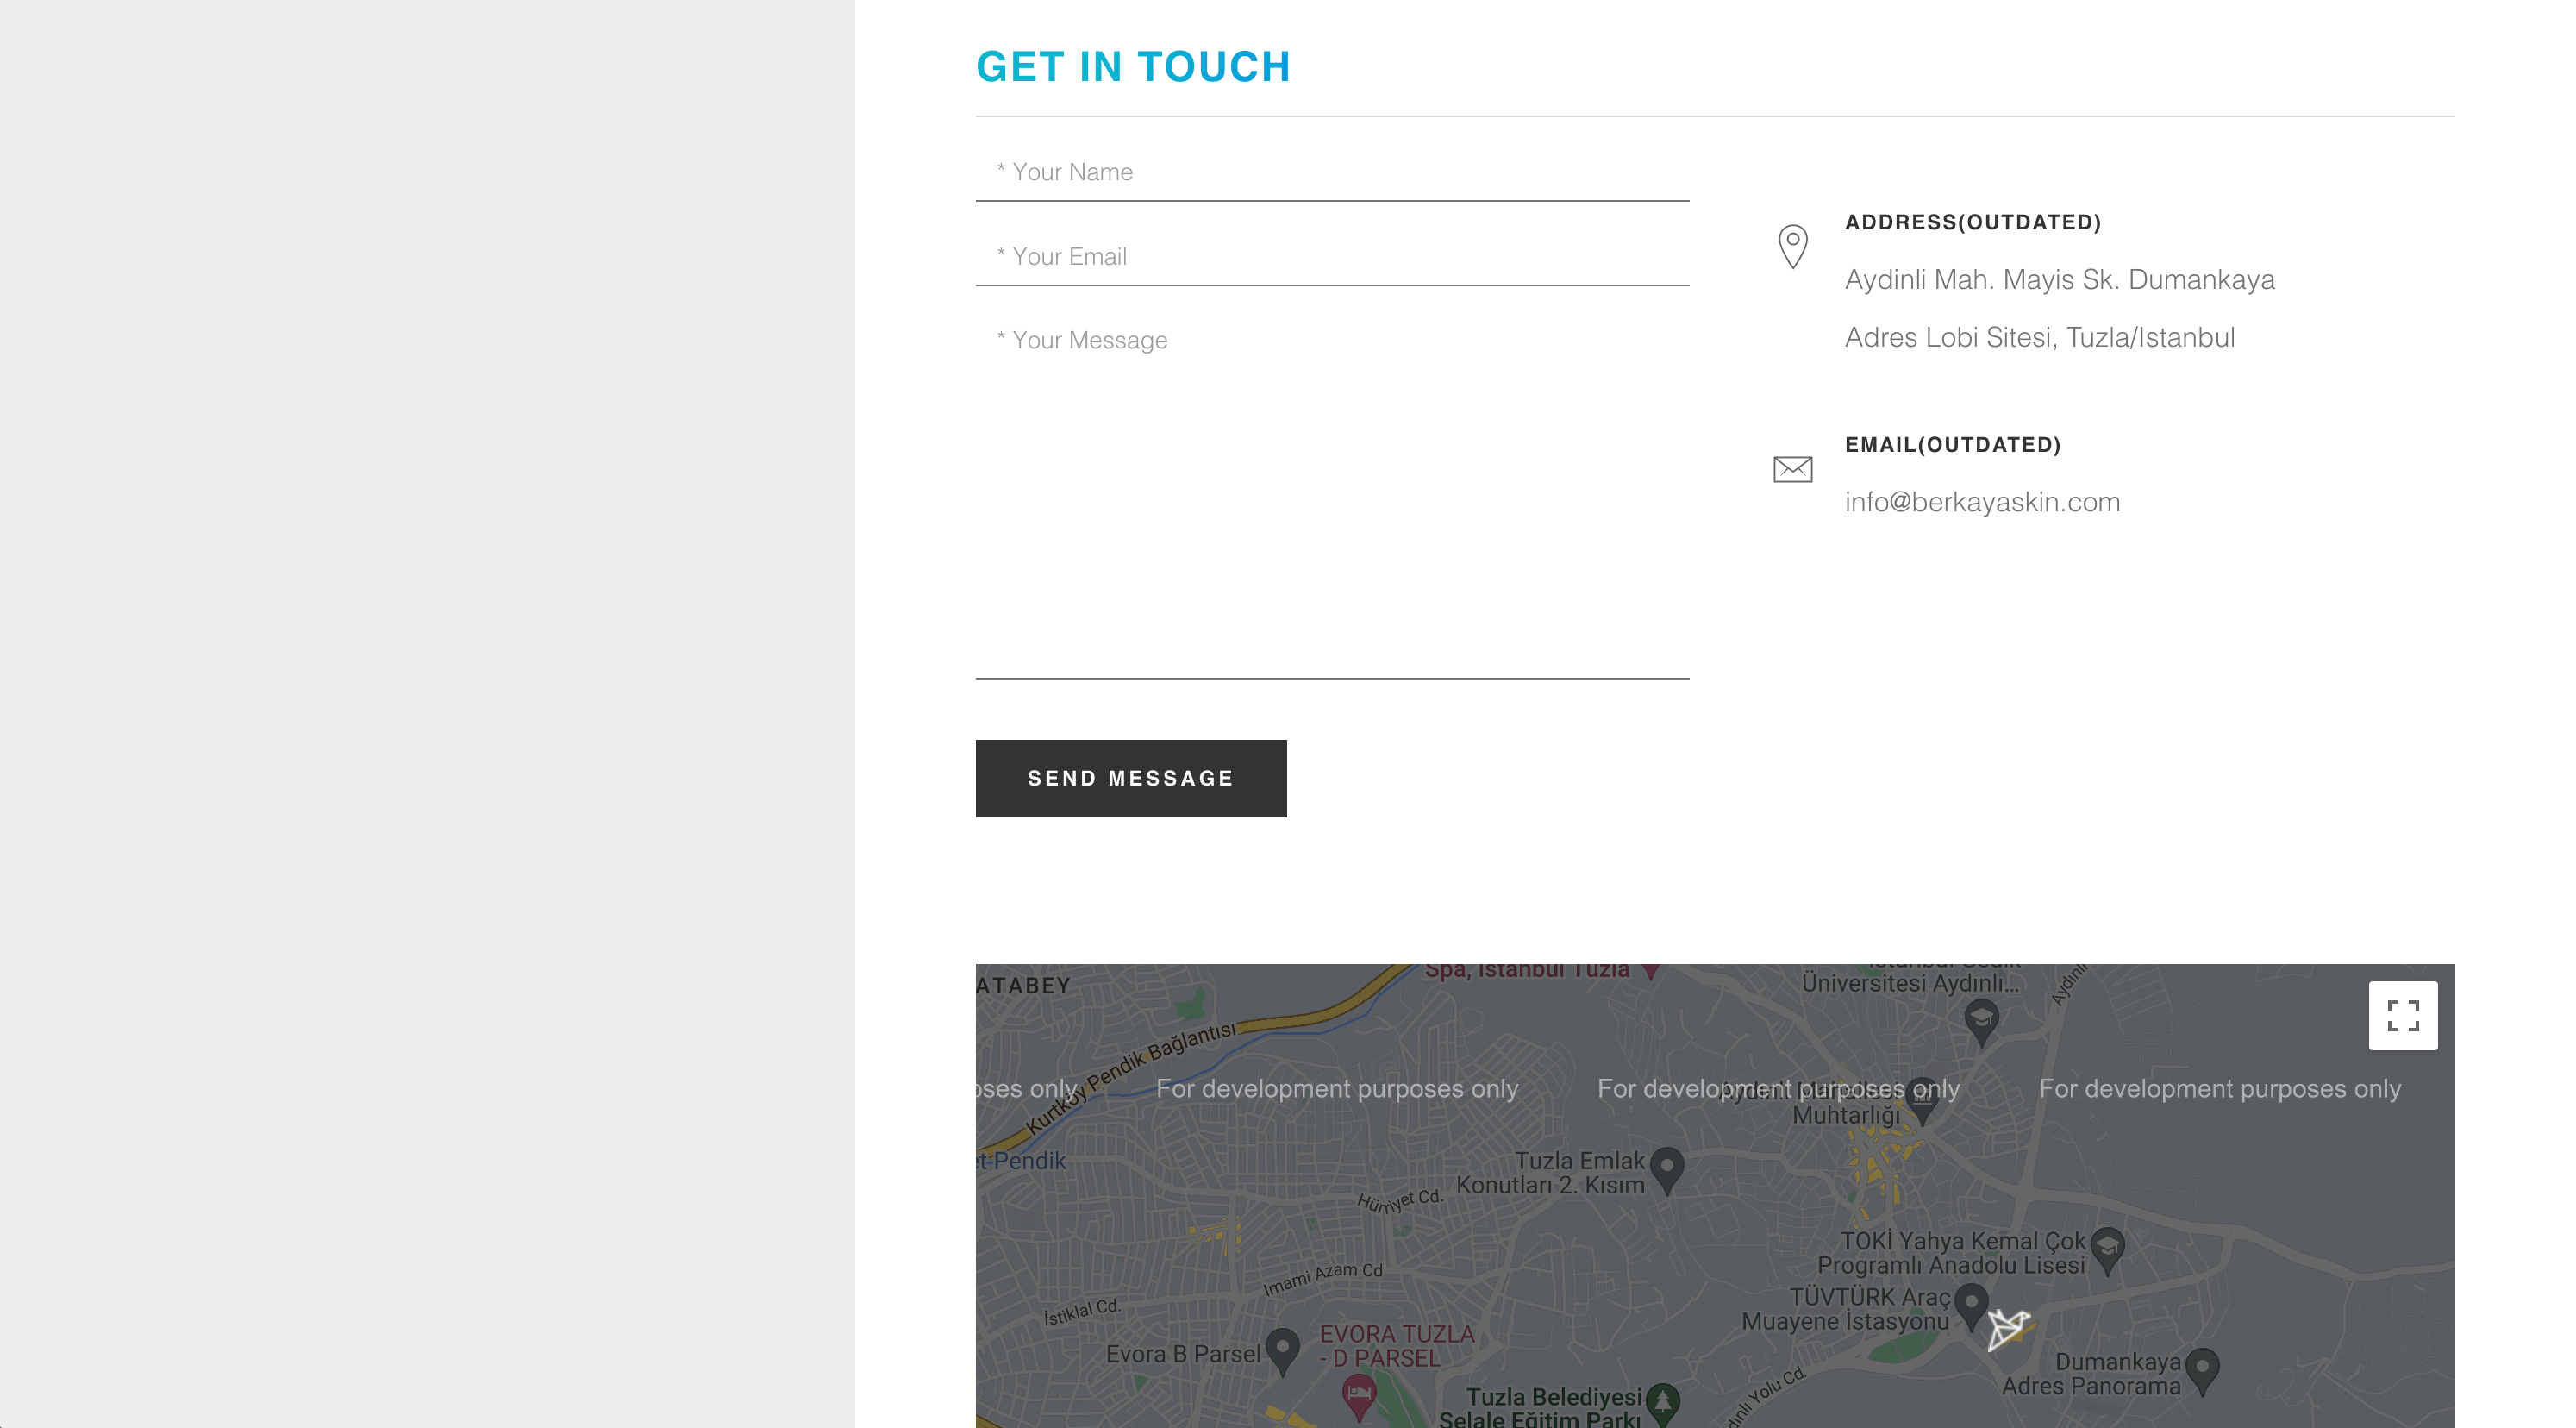 GET IN TOUCH
* Your Name
* Your Email
* Your Message
SEND MESSAGE
ADDRESS(OUTDATED)
Aydinli Mah. Mayis Sk. Dumankaya
Adres Lobi Sitesi, Tuzla/Istanbul
EMAIL(OUTDATED)
info@berkayaskin.com
Spa, Istanbul Tuzla
ATABEY
Üniversitesi Aydınlı...
Aydınlı
Kurtköy Pendik Bağlantısı
oses only
For development purposes only
For development purposes only
For development purposes only
Muhtarlığı
et-Pendik
Tuzla Emlak
Konutları 2. Kısım
Hürriyet Cd.
TOKİ Yahya Kemal Çok
Programlı Anadolu Lisesi
Imami Azam Cd
İstiklal Cd.
TÜVTÜRK Araç
Muayene İstasyonu
EVORA TUZLA
- D PARSEL
Evora B Parsel
Dumankaya
Adres Panorama
Tuzla Belediyesi
Şelale Eğitim Parkı
Yolu Cd.